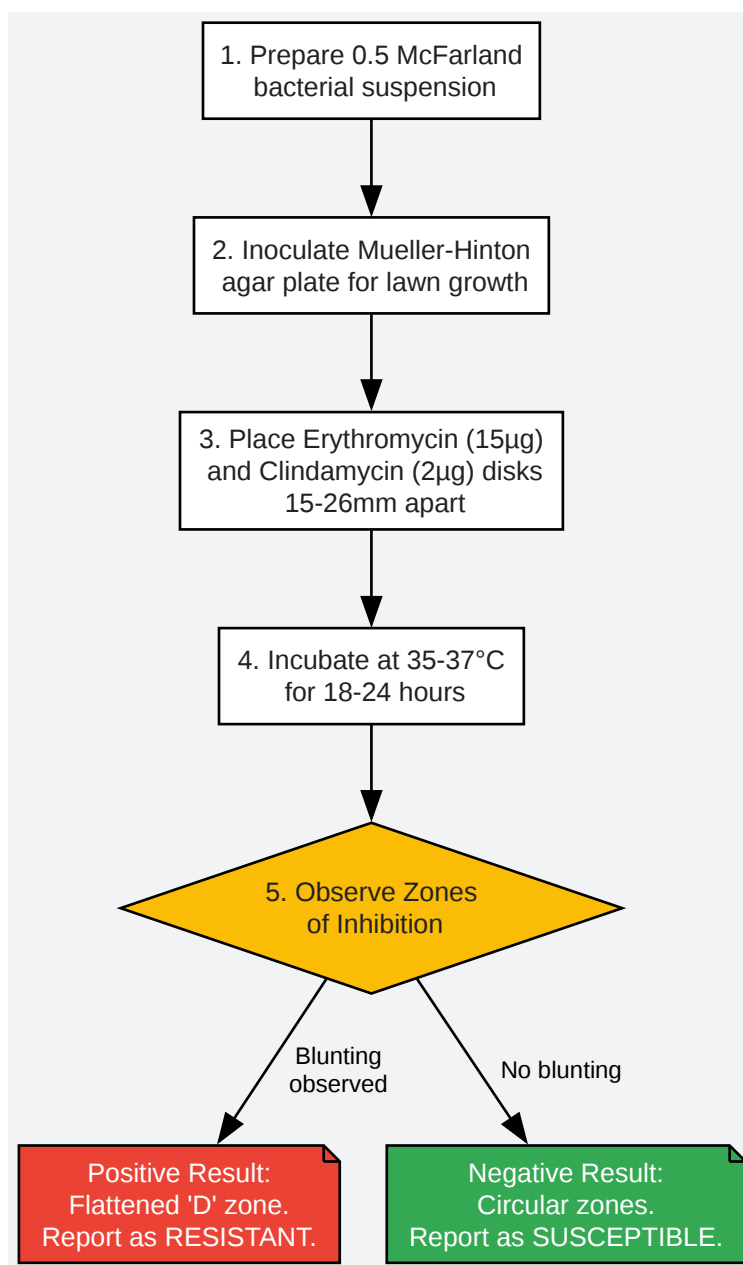 1. Prepare 0.5 McFarland
bacterial suspension
2. Inoculate Mueller-Hinton
agar plate for lawn growth
3. Place Erythromycin (15µg)
and Clindamycin (2µg) disks
15-26mm apart
4. Incubate at 35-37°C
for 18-24 hours
5. Observe Zones
of Inhibition
Blunting
observed
No blunting
Positive Result:
Flattened 'D' zone.
Report as RESISTANT.
Negative Result:
Circular zones.
Report as SUSCEPTIBLE.